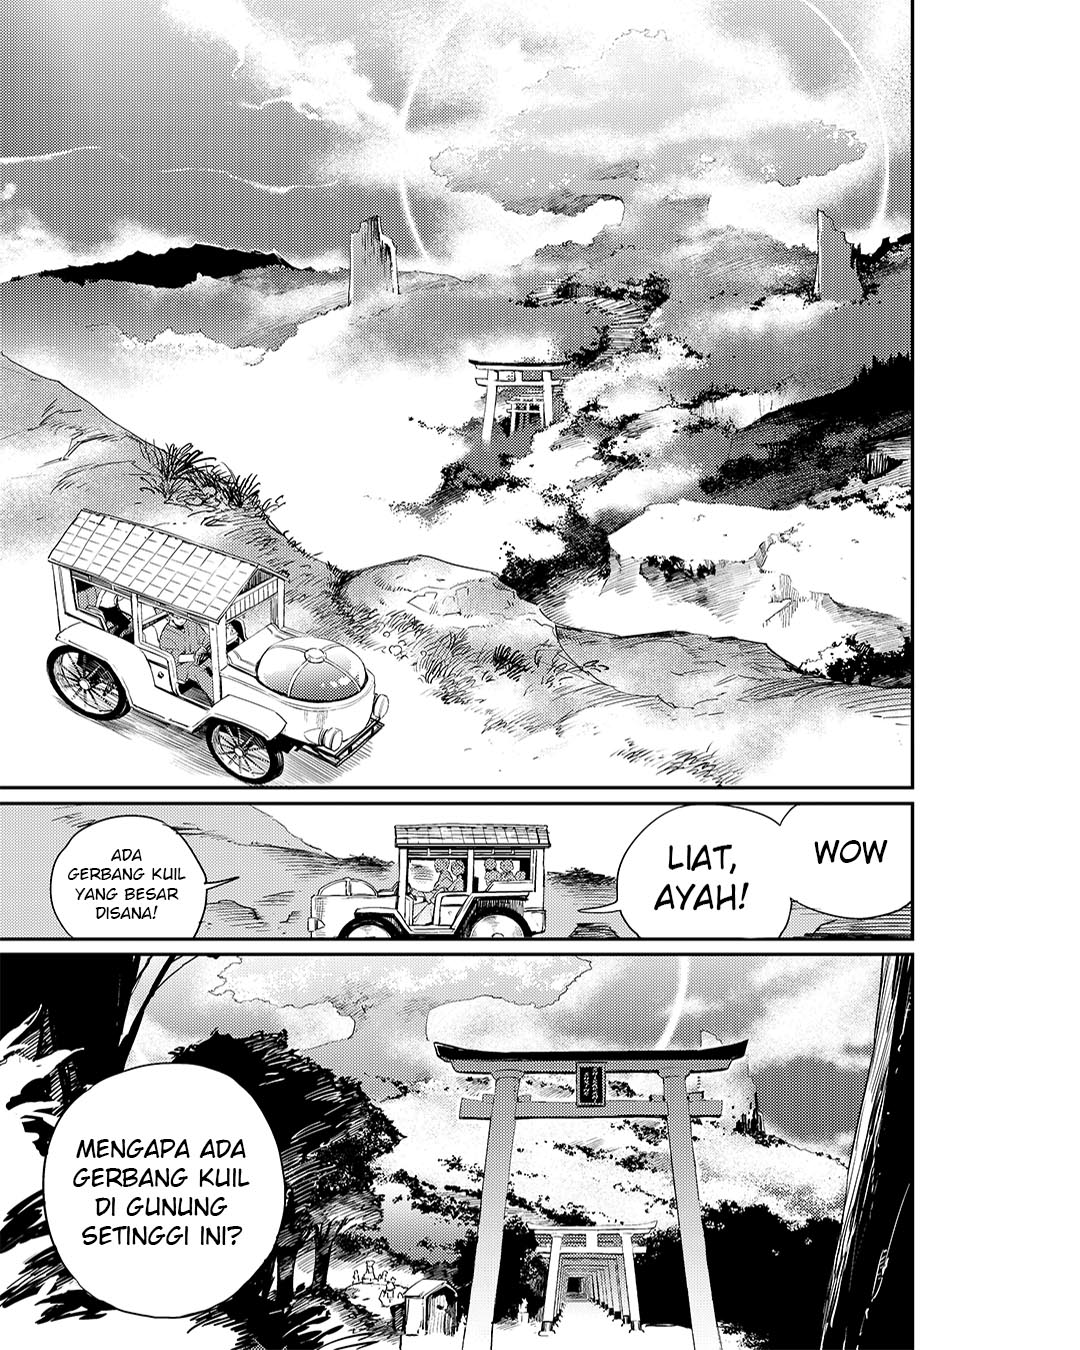 WOW
LIAT,
AYAH!
ADA
GERBANG KUIL
YANG BESAR
DISANA!
MENGAPA ADA
GERBANG KUIL
DI GUNUNG
SETINGGI INI?